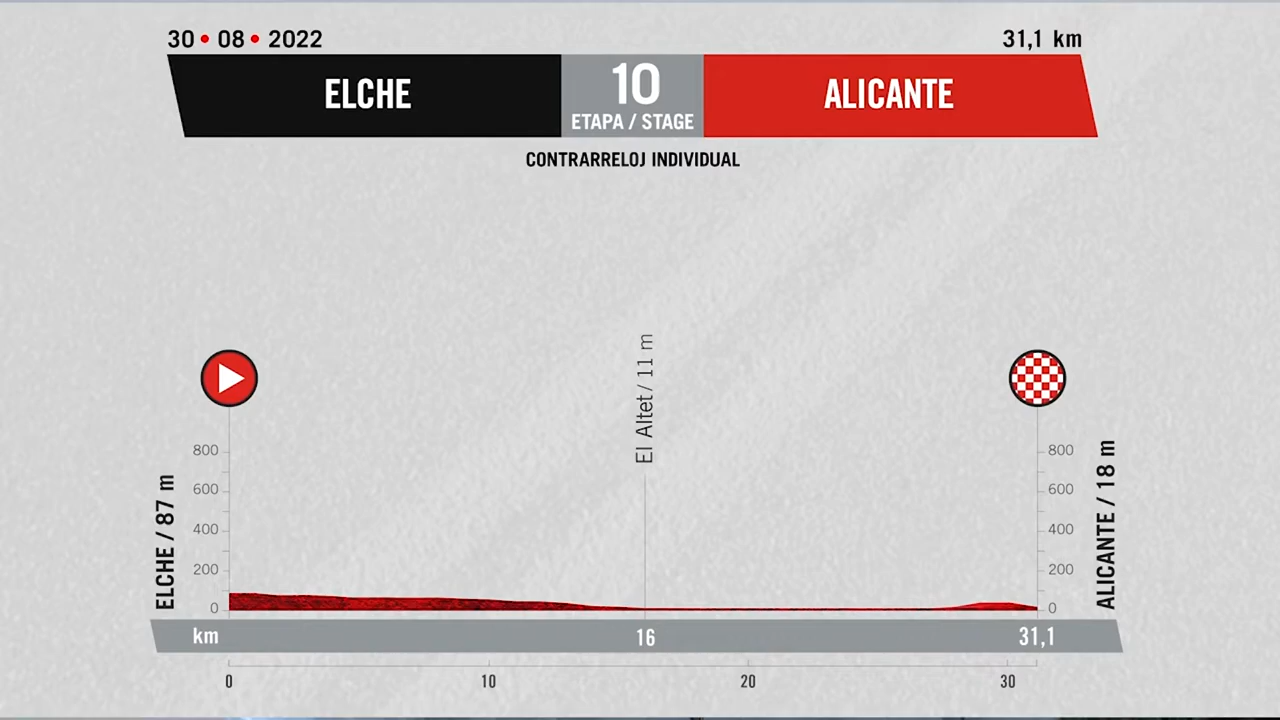 30 • 08 • 2022
31,1 km
ELCHE
10
ETAPA / STAGE
ALICANTE
CONTRARRELOJ INDIVIDUAL
El Altet / 11 m
ELCHE / 87 m
800
600
400
200
0
800
600
400
200
0
ALICANTE / 18 m
km
16
31,1
0
10
20
30